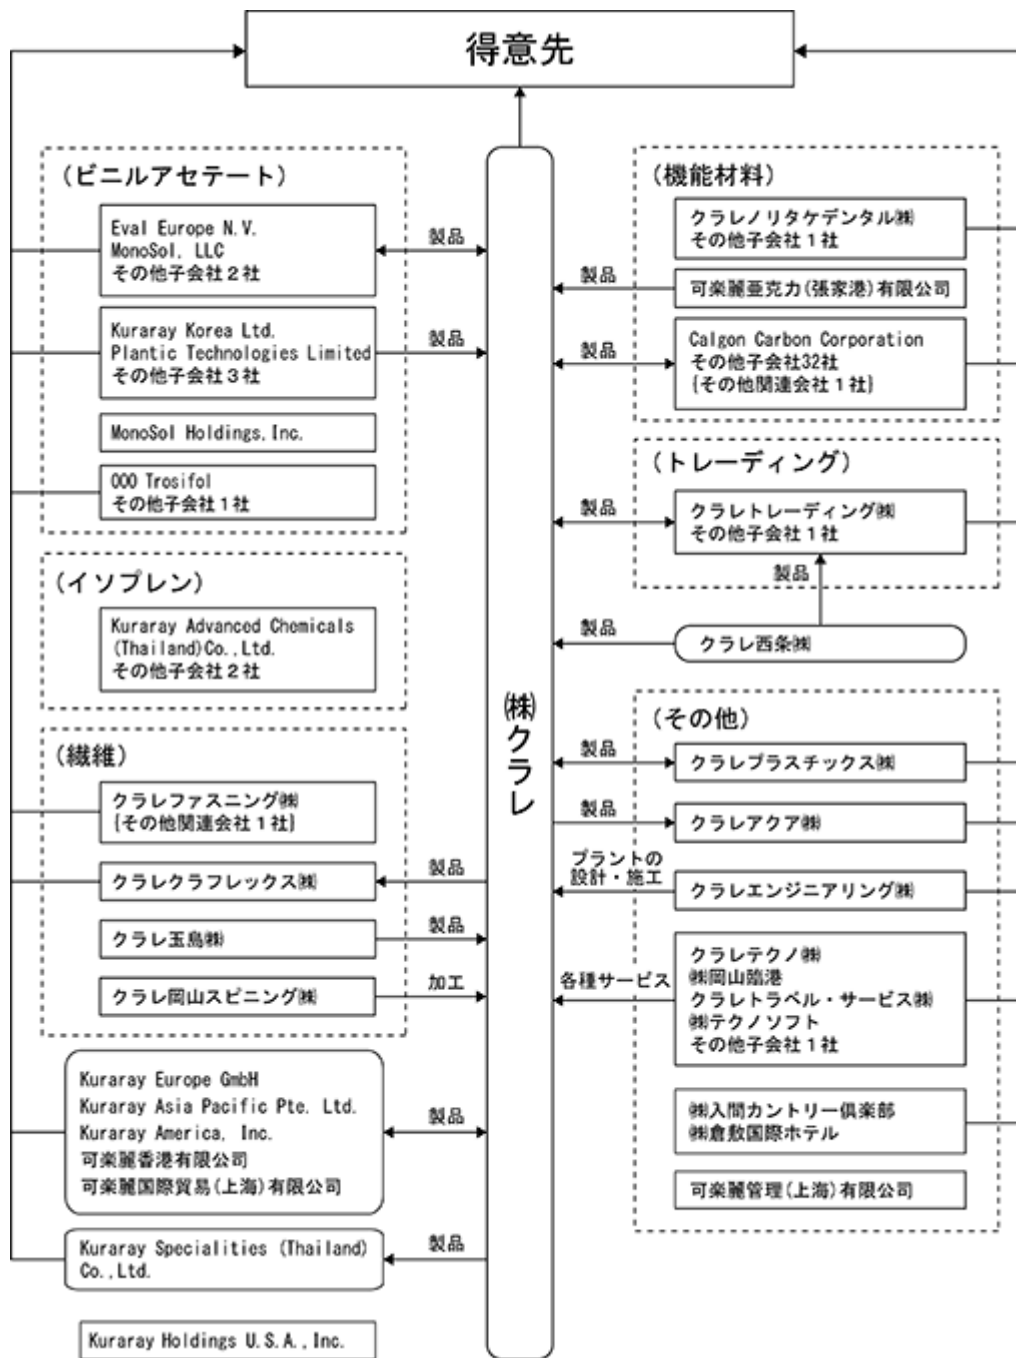 得意先
(ビニルアセテート)
Eval Europe N.V.
MonoSol, LLC
その他子会社２社
製品
Kuraray Korea Ltd.
Plantic Technologies Limited
その他子会社３社
製品
MonoSol Holdings,Inc.
OOO Trosifol
その他子会社１社
(イソプレン)
Kuraray Advanced Chemicals
(Thailand)Co.,Ltd.
その他子会社２社
(繊維)
クラレファスニング㈱
{その他関連会社１社}
クラレクラフレックス㈱
製品
クラレ玉島㈱
製品
クラレ岡山スピニング㈱
加工
Kuraray Europe GmbH
Kuraray Asia Pacific Pte. Ltd.
Kuraray America, Inc.
可楽麗香港有限公司
可楽麗国際貿易(上海)有限公司
製品
Kuraray Specialities (Thailand)
Co.,Ltd.
製品
Kuraray Holdings U.S.A.,Inc.
㈱クラレ
(機能材料)
クラレノリタケデンタル㈱
その他子会社１社
製品
可楽麗亜克力(張家港)有限公司
製品
Calgon Carbon Corporation
その他子会社32社
{その他関連会社１社}
(トレーディング)
製品
クラレトレーディング㈱
その他子会社１社
製品
製品
クラレ西条㈱
(その他)
製品
クラレプラスチックス㈱
製品
クラレアクア㈱
プラントの
設計・施工
クラレエンジニアリング㈱
各種サービス
クラレテクノ㈱
㈱岡山臨港
クラレトラベル・サービス㈱
㈱テクノソフト
その他子会社１社
㈱入間カントリー倶楽部
㈱倉敷国際ホテル
可楽麗管理(上海)有限公司